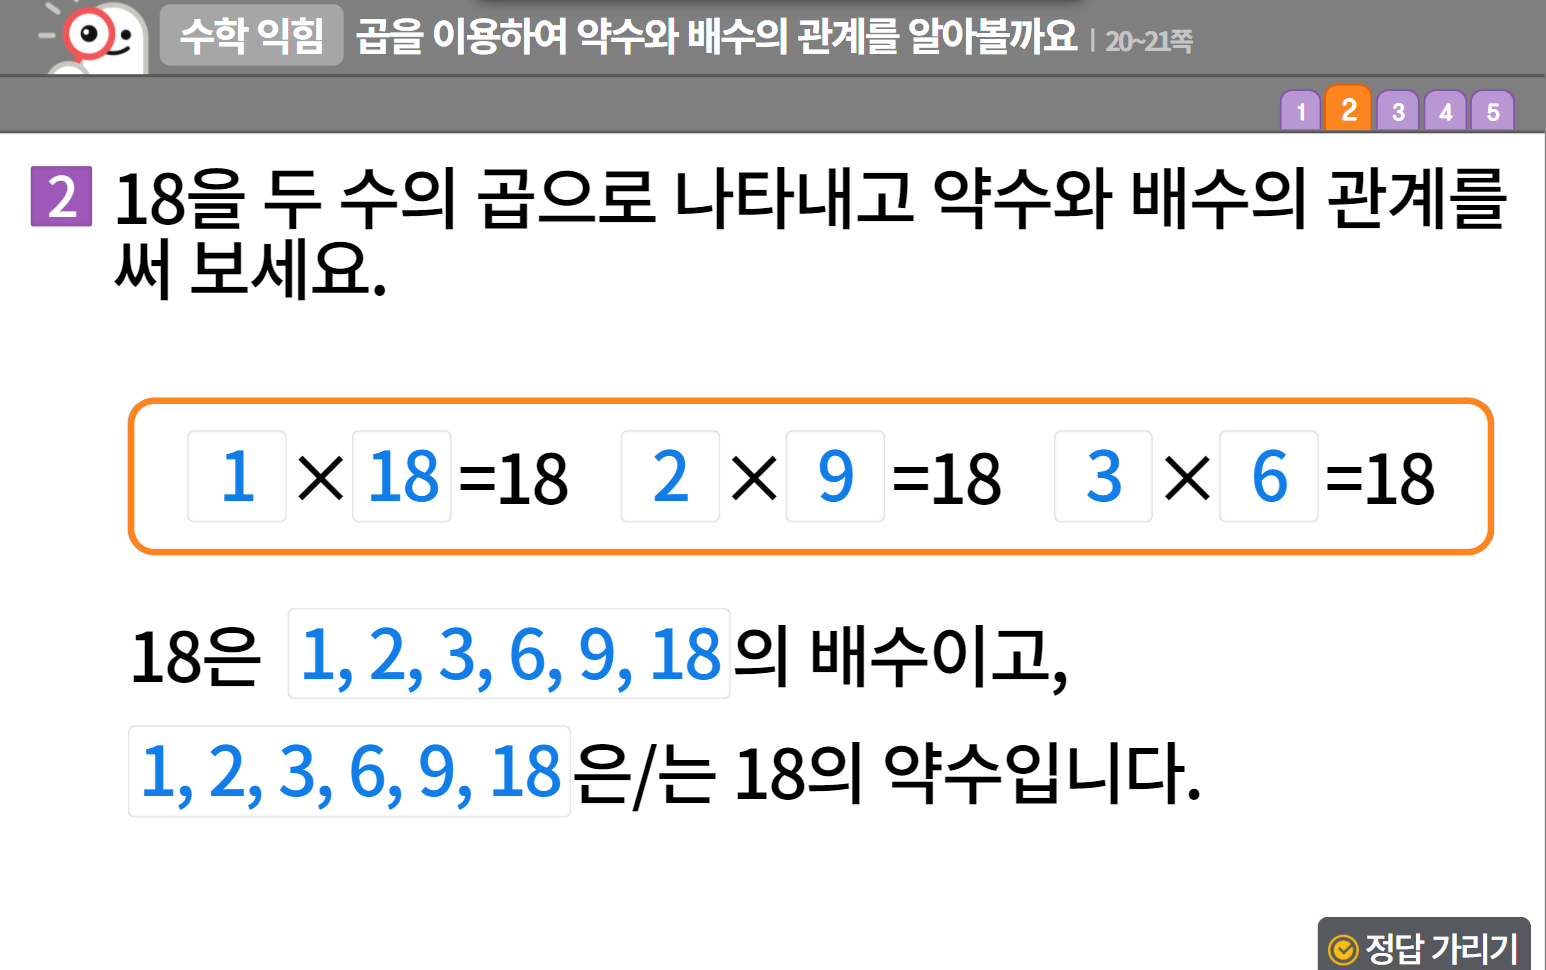 수학 익힘 곱을 이용하여 약수와 배수의 관계를 알아볼까요 | 20~21쪽
1 2 3 4 5
2 18을 두 수의 곱으로 나타내고 약수와 배수의 관계를
써 보세요.
1 × 18 =18 2 × 9 =18 3 × 6 =18
18은 1, 2, 3, 6, 9, 18의 배수이고,
1, 2, 3, 6, 9, 18은/는 18의 약수입니다.
정답 가리기